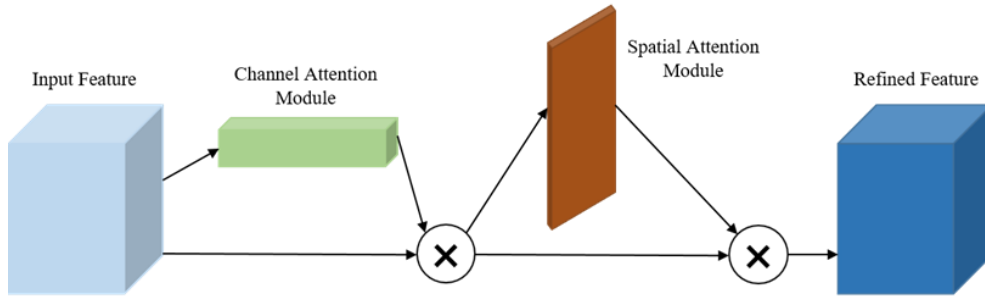 Input Feature
Channel Attention
Module
Spatial Attention
Module
Refined Feature